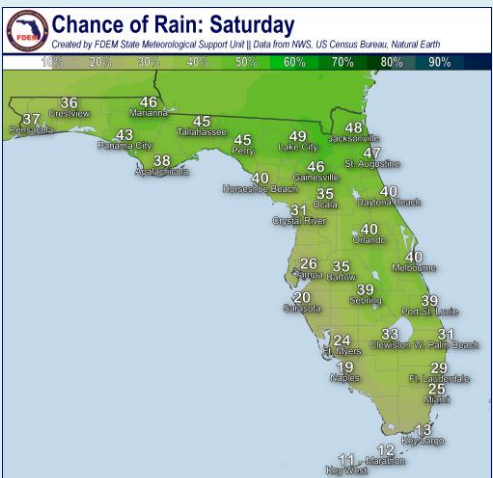 Chance of Rain: Saturday
FDEM
Created by FDEM State Meteorological Support Unit || Data from NWS, US Census Bureau, Natural Earth
10% 20% 30% 40% 50% 60% 70% 80% 90%
37
Pensacola
36
Crestview
46
Marianna
43
Panama City
38
Apalachicola
45
Tallahassee
45
Perry
49
Lake City
48
Jacksonville
47
St. Augustine
40
Horseshoe Beach
46
Gainesville
35
Ocala
40
Daytona Beach
31
Crystal River
40
Orlando
40
Melbourne
26
Tampa
35
Bartow
20
Sarasota
39
Sebring
39
Port St. Lucie
24
Ft. Myers
33
Clewiston
31
W. Palm Beach
19
Naples
29
Ft. Lauderdale
25
Miami
13
Key Largo
12
Marathon
11
Key West